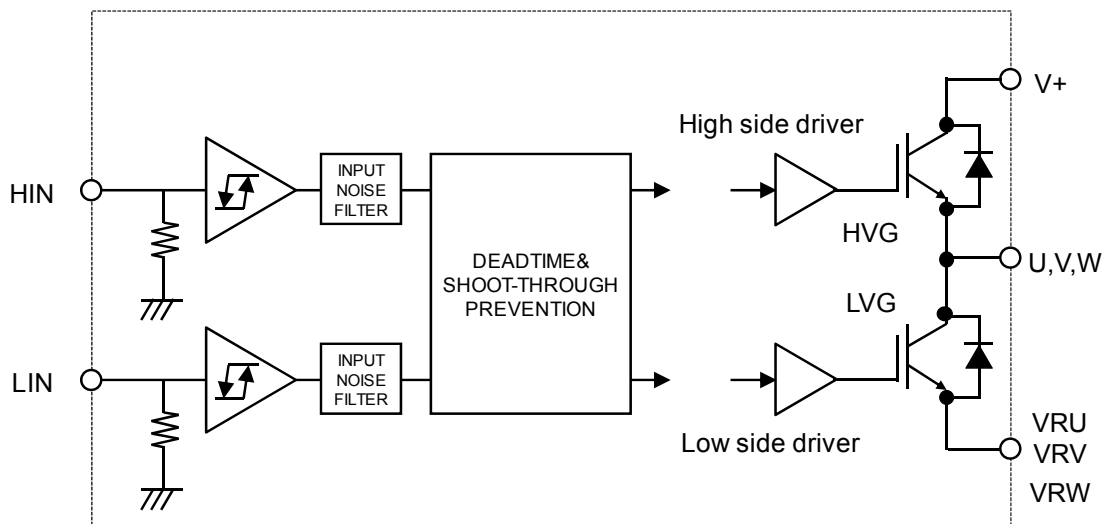 V+
High side driver
HIN
INPUT
NOISE
FILTER
HVG
DEADTIME&
SHOOT-THROUGH
PREVENTION
U,V,W
LVG
LIN
INPUT
NOISE
FILTER
Low side driver
VRU
VRV
VRW